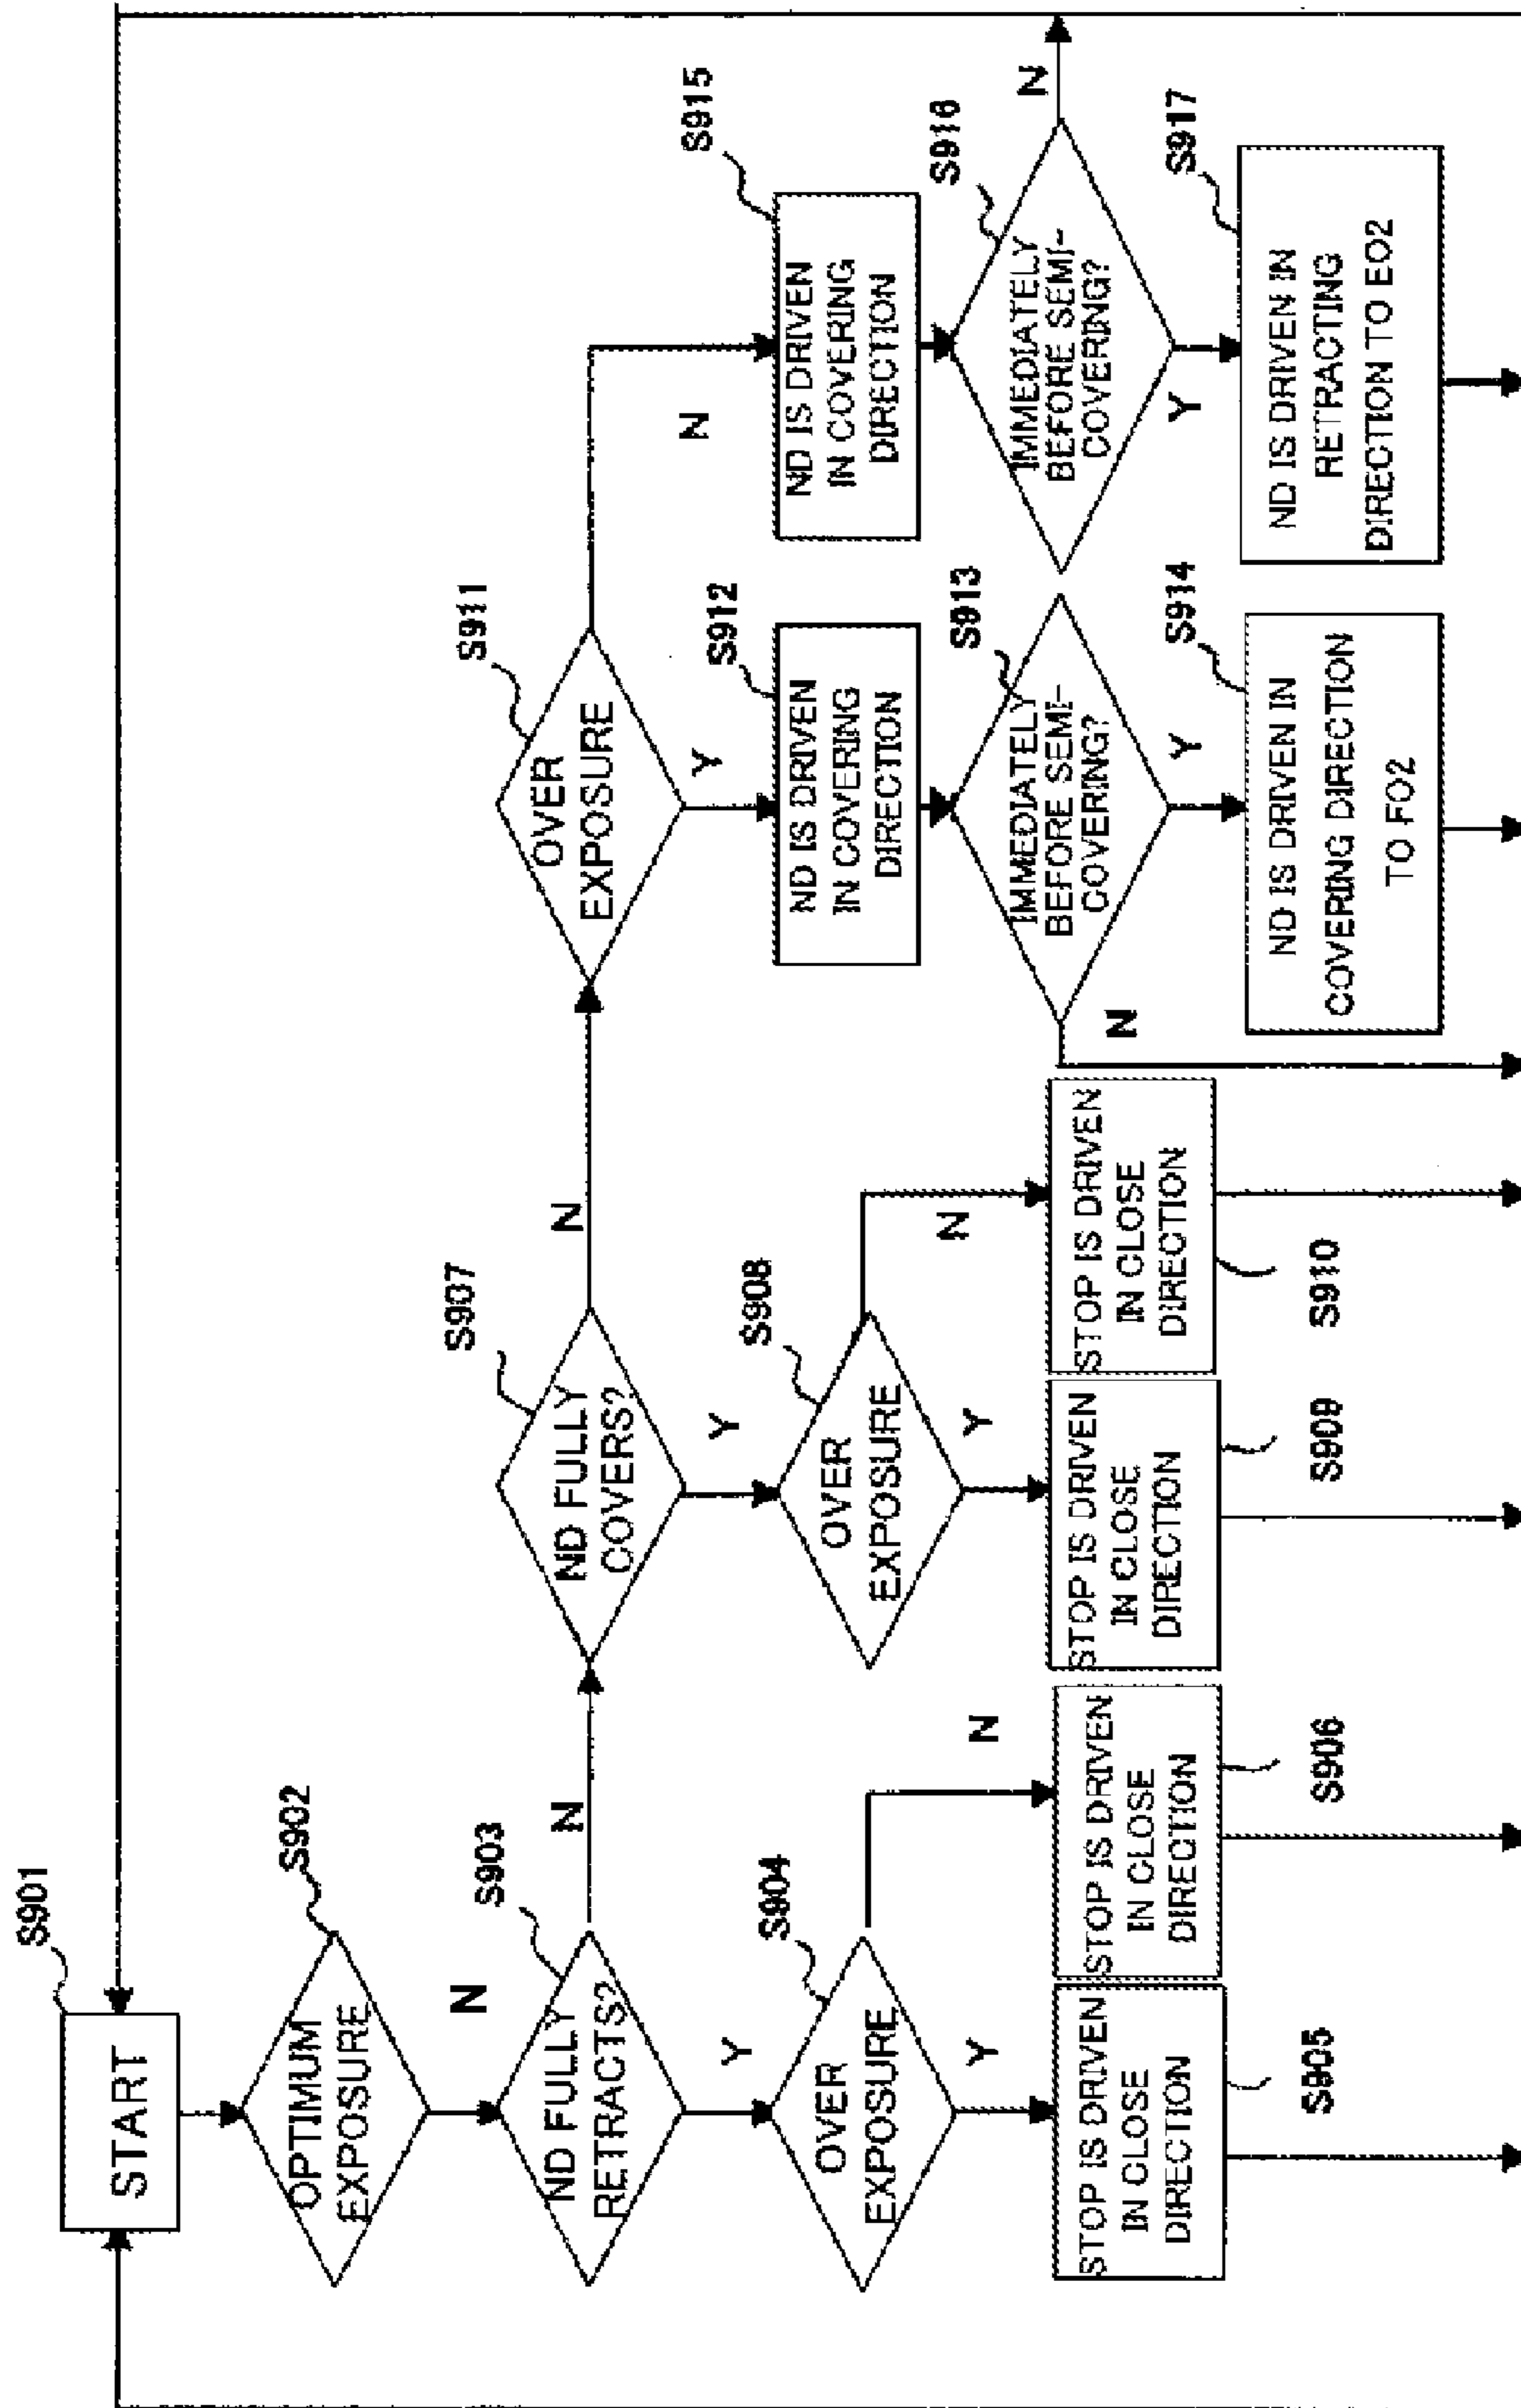 S901
START
S902
OPTIMUM
EXPOSURE
N
S903
ND FULLY
RETRACTS?
N
Y
S904
OVER
EXPOSURE
N
Y
STOP IS DRIVEN
IN CLOSE
DIRECTION
S905
STOP IS DRIVEN
IN CLOSE
DIRECTION
S906
S907
ND FULLY
COVERS?
N
Y
S908
OVER
EXPOSURE
N
Y
STOP IS DRIVEN
IN CLOSE
DIRECTION
S909
STOP IS DRIVEN
IN CLOSE
DIRECTION
S910
S911
OVER
EXPOSURE
N
Y
S912
ND IS DRIVEN
IN COVERING
DIRECTION
S913
IMMEDIATELY
BEFORE SEMI-
COVERING?
N
Y
S914
ND IS DRIVEN IN
COVERING DIRECTION
TO FO2
S915
ND IS DRIVEN
IN COVERING
DIRECTION
S916
IMMEDIATELY
BEFORE SEMI-
COVERING?
N
Y
S917
ND IS DRIVEN IN
RETRACTING
DIRECTION TO EO2